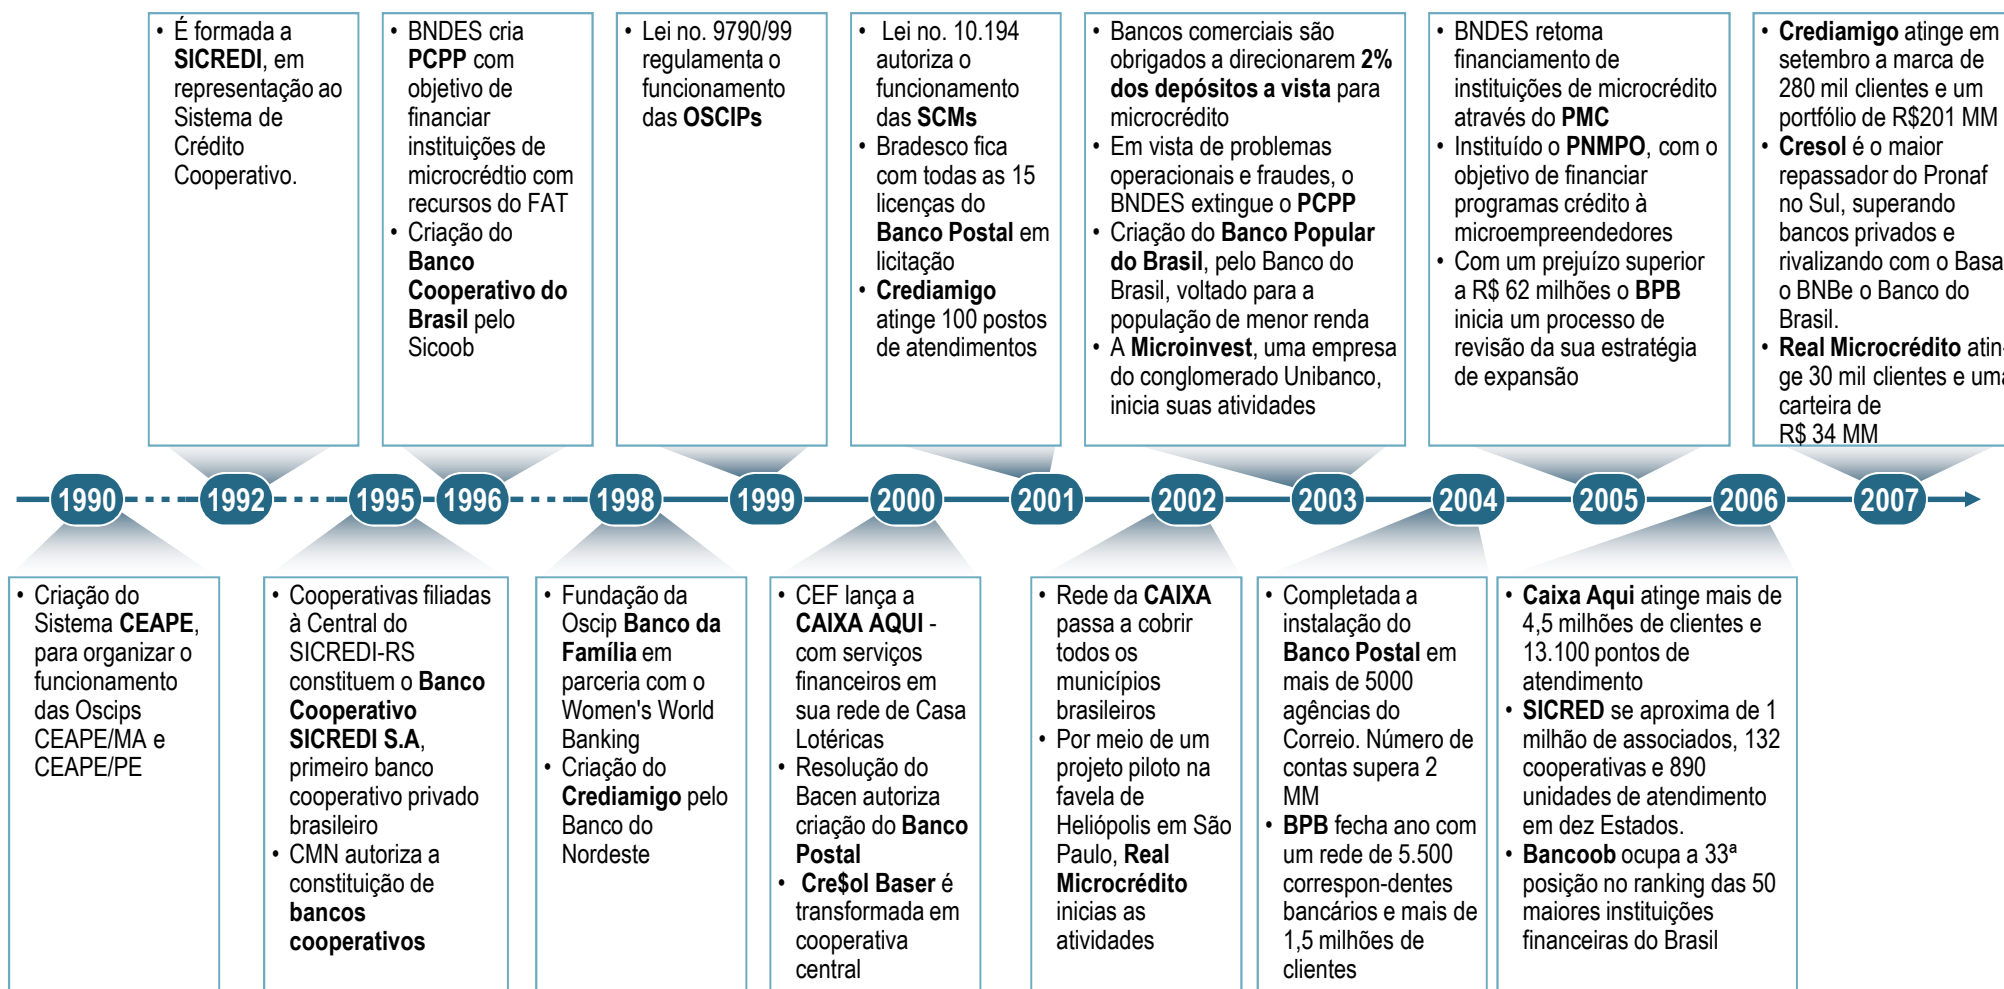 • É formada a
SICREDI, em
representação ao
Sistema de
Crédito
Cooperativo.
• BNDES cria
PCPP com
objetivo de
financiar
instituições de
microcrédtio com
recursos do FAT
• Criação do
Banco
Cooperativo do
Brasil pelo
Sicoob
• Lei no. 9790/99
regulamenta o
funcionamento
das OSCIPs
• Lei no. 10.194
autoriza o
funcionamento
das SCMs
• Bradesco fica
com todas as 15
licenças do
Banco Postal em
licitação
• Crediamigo
atinge 100 postos
de atendimentos
• Bancos comerciais são
obrigados a direcionarem 2%
dos depósitos a vista para
microcrédito
• Em vista de problemas
operacionais e fraudes, o
BNDES extingue o PCPP
• Criação do Banco Popular
do Brasil, pelo Banco do
Brasil, voltado para a
população de menor renda
• A Microinvest, uma empresa
do conglomerado Unibanco,
inicia suas atividades
• BNDES retoma
financiamento de
instituições de microcrédito
através do PMC
• Instituído o PNMPO, com o
objetivo de financiar
programas crédito à
microempreendedores
• Com um prejuízo superior
a R$ 62 milhões o BPB
inicia um processo de
revisão da sua estratégia
de expansão
• Crediamigo atinge em
setembro a marca de
280 mil clientes e um
portfólio de R$201 MM
• Cresol é o maior
repassador do Pronaf
no Sul, superando
bancos privados e
rivalizando com o Basa
o BNBe o Banco do
Brasil.
• Real Microcrédito atin-
ge 30 mil clientes e uma
carteira de
R$ 34 MM
1990 1992 1995 1996 1998 1999 2000 2001 2002 2003 2004 2005 2006 2007
• Criação do
Sistema CEAPE,
para organizar o
funcionamento
das Oscips
CEAPE/MA e
CEAPE/PE
• Cooperativas filiadas
à Central do
SICREDI-RS
constituem o Banco
Cooperativo
SICREDI S.A,
primeiro banco
cooperativo privado
brasileiro
• CMN autoriza a
constituição de
bancos
cooperativos
• Fundação da
Oscip Banco da
Família em
parceria com o
Women's World
Banking
• Criação do
Crediamigo pelo
Banco do
Nordeste
• CEF lança a
CAIXA AQUI -
com serviços
financeiros em
sua rede de Casa
Lotéricas
• Resolução do
Bacen autoriza
criação do Banco
Postal
• Cre$ol Baser é
transformada em
cooperativa
central
• Rede da CAIXA
passa a cobrir
todos os
municípios
brasileiros
• Por meio de um
projeto piloto na
favela de
Heliópolis em São
Paulo, Real
Microcrédito
inicias as
atividades
• Completada a
instalação do
Banco Postal em
mais de 5000
agências do
Correio. Número de
contas supera 2
MM
• BPB fecha ano com
um rede de 5.500
correspon-dentes
bancários e mais de
1,5 milhões de
clientes
• Caixa Aqui atinge mais de
4,5 milhões de clientes e
13.100 pontos de
atendimento
• SICRED se aproxima de 1
milhão de associados, 132
cooperativas e 890
unidades de atendimento
em dez Estados.
• Bancoob ocupa a 33ª
posição no ranking das 50
maiores instituições
financeiras do Brasil